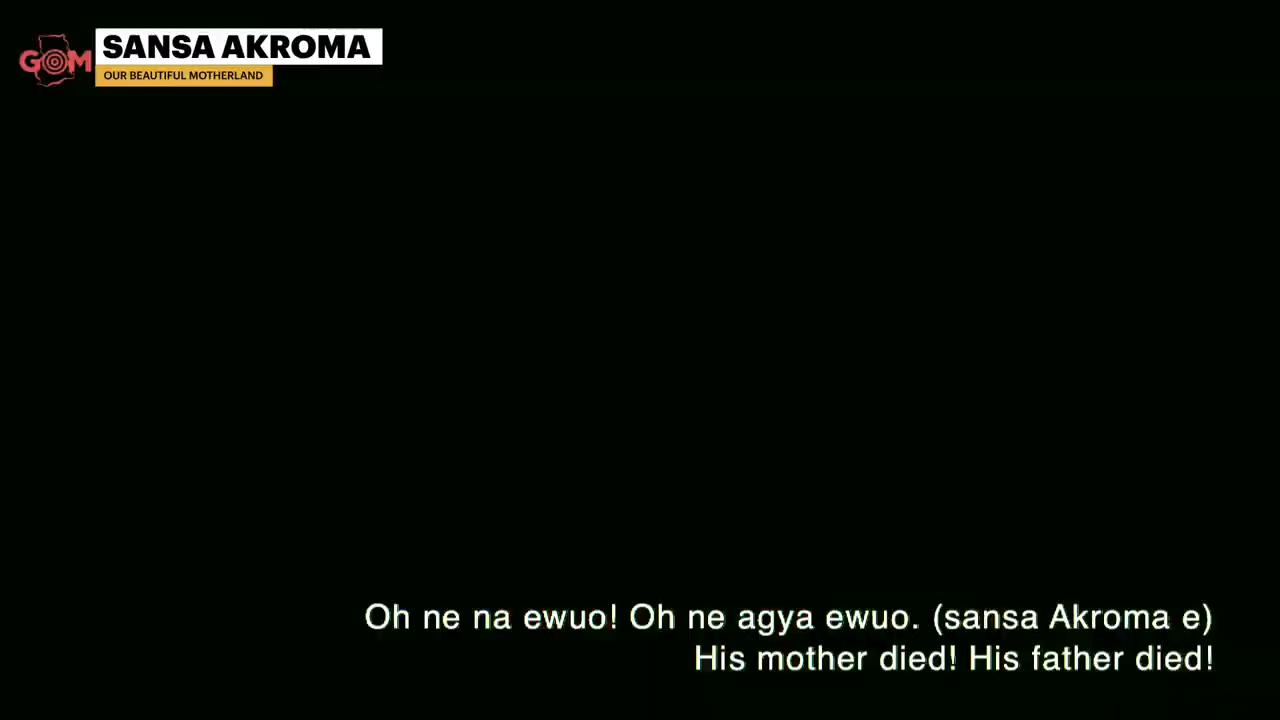 GOM
SANSA AKROMA
OUR BEAUTIFUL MOTHERLAND
Oh ne na ewuo! Oh ne agya ewuo. (sansa Akroma e)
His mother died! His father died!